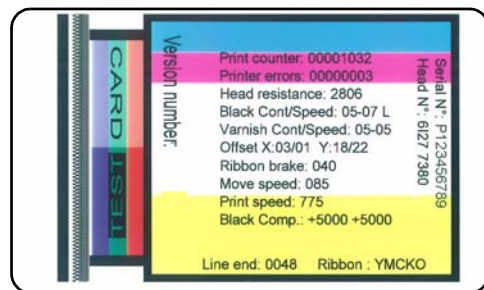 CARD TEST
Version number.
Print counter: 00001032
Printer errors: 00000003
Head resistance: 2806
Black Cont/Speed: 05-07 L
Varnish Cont/Speed: 05-05
Offset X:03/01 Y:18/22
Ribbon brake: 040
Move speed: 085
Print speed: 775
Black Comp.: +5000 +5000
Line end: 0048 Ribbon : YMCKO
Serial N°: P123456789
Head N°: 6I27 7380